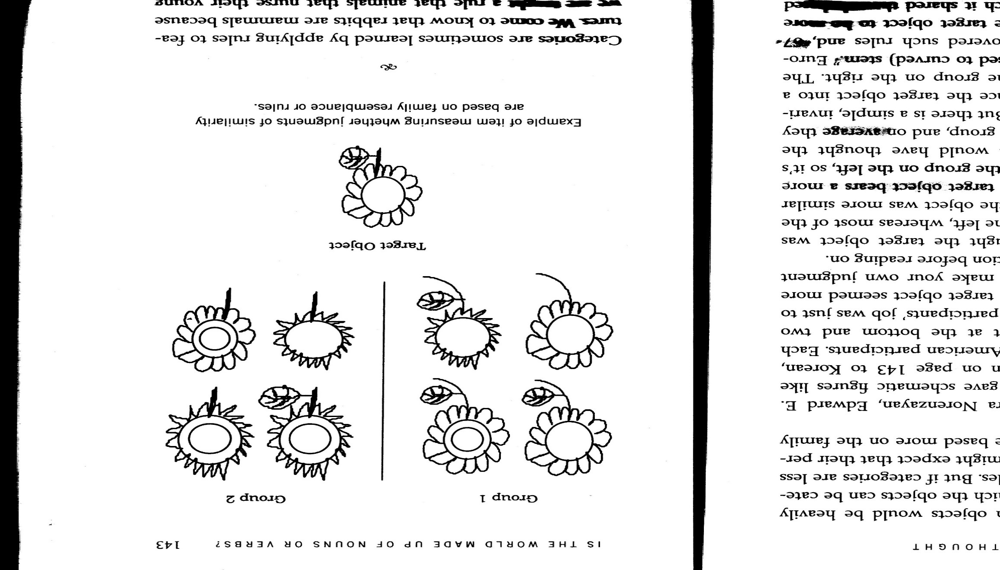 THOUGHT
objects would be heavily
hich the objects can be cate-
les. But if categories are less
might expect that their per-
e based more on the family
ra Norenzayan, Edward E.
gave schematic figures like
n on page 143 to Korean,
American participants. Each
t at the bottom and two
participants' job was just to
target object seemed more
make your own judgment
tion before reading on.
ught the target object was
he left, whereas most of the
he object was more similar
target object bears a more
the group on the left, so it's
would have thought the
group, and on average they
But there is a simple, invari-
nce the target object into a
he group on the right. The
sed to curved) stem." Euro-
overed such rules and,
e target object to be more
ch it shared
IS THE WORLD MADE UP OF NOUNS OR VERBS? 143
Group 1 Group 2
Target Object
Example of item measuring whether judgments of similarity
are based on family resemblance or rules.
Categories are sometimes learned by applying rules to fea-
tures. We come to know that rabbits are mammals because
we are taught a rule that animals that nurse their young